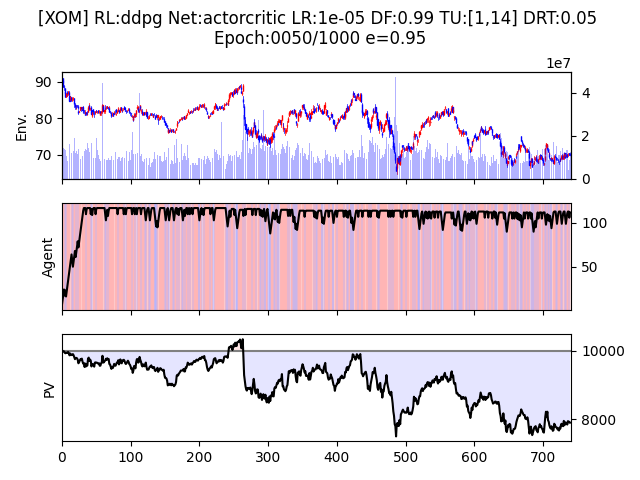 [XOM] RL:ddpg Net:actorcritic LR:1e-05 DF:0.99 TU:[1,14] DRT:0.05
Epoch:0050/1000 e=0.95
1e7
90
80
70
Env.
4
2
0
Agent
100
50
PV
10000
8000
0 100 200 300 400 500 600 700